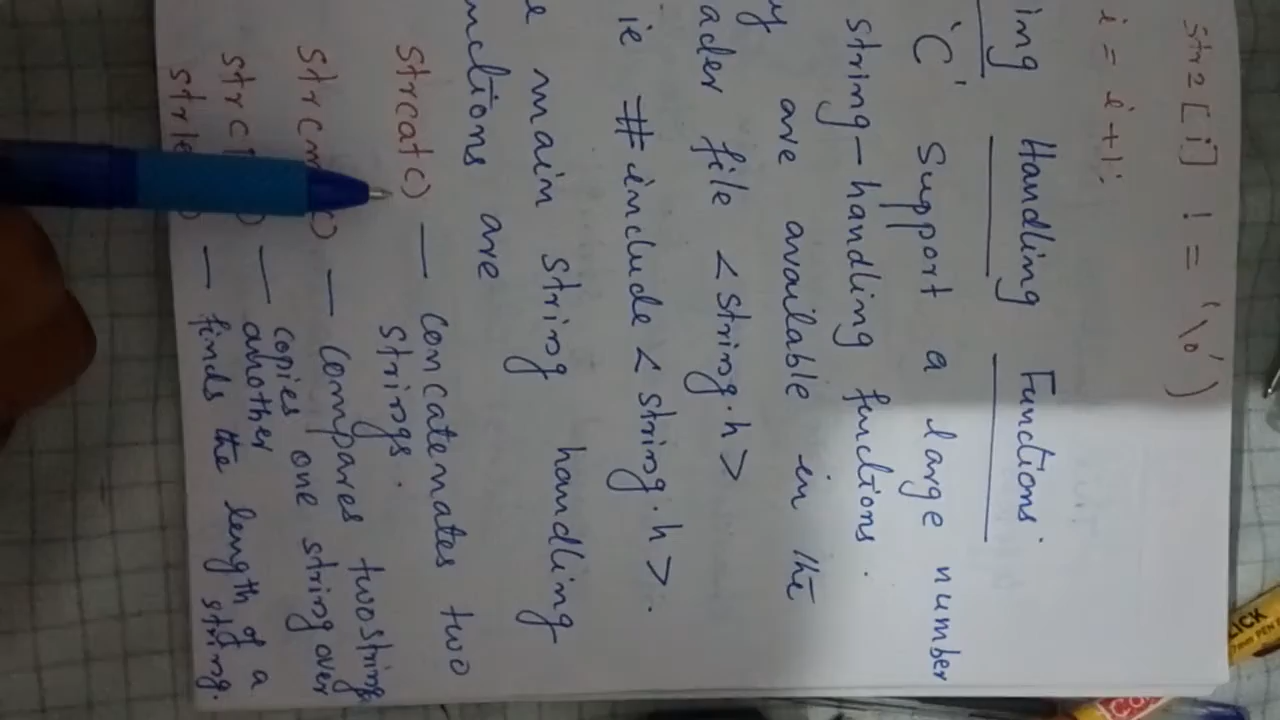 str2[i] != '\0')
i = i+1;
ing Handling Functions
'C' Support a large number
string-handling functions.
y are available in the
ader file <string.h>
ie #include <string.h>.
e main string handling
nctions are
strcat() — concatenates two
strings.
— compares two string
— copies one string over
another
— finds the length of a
string.